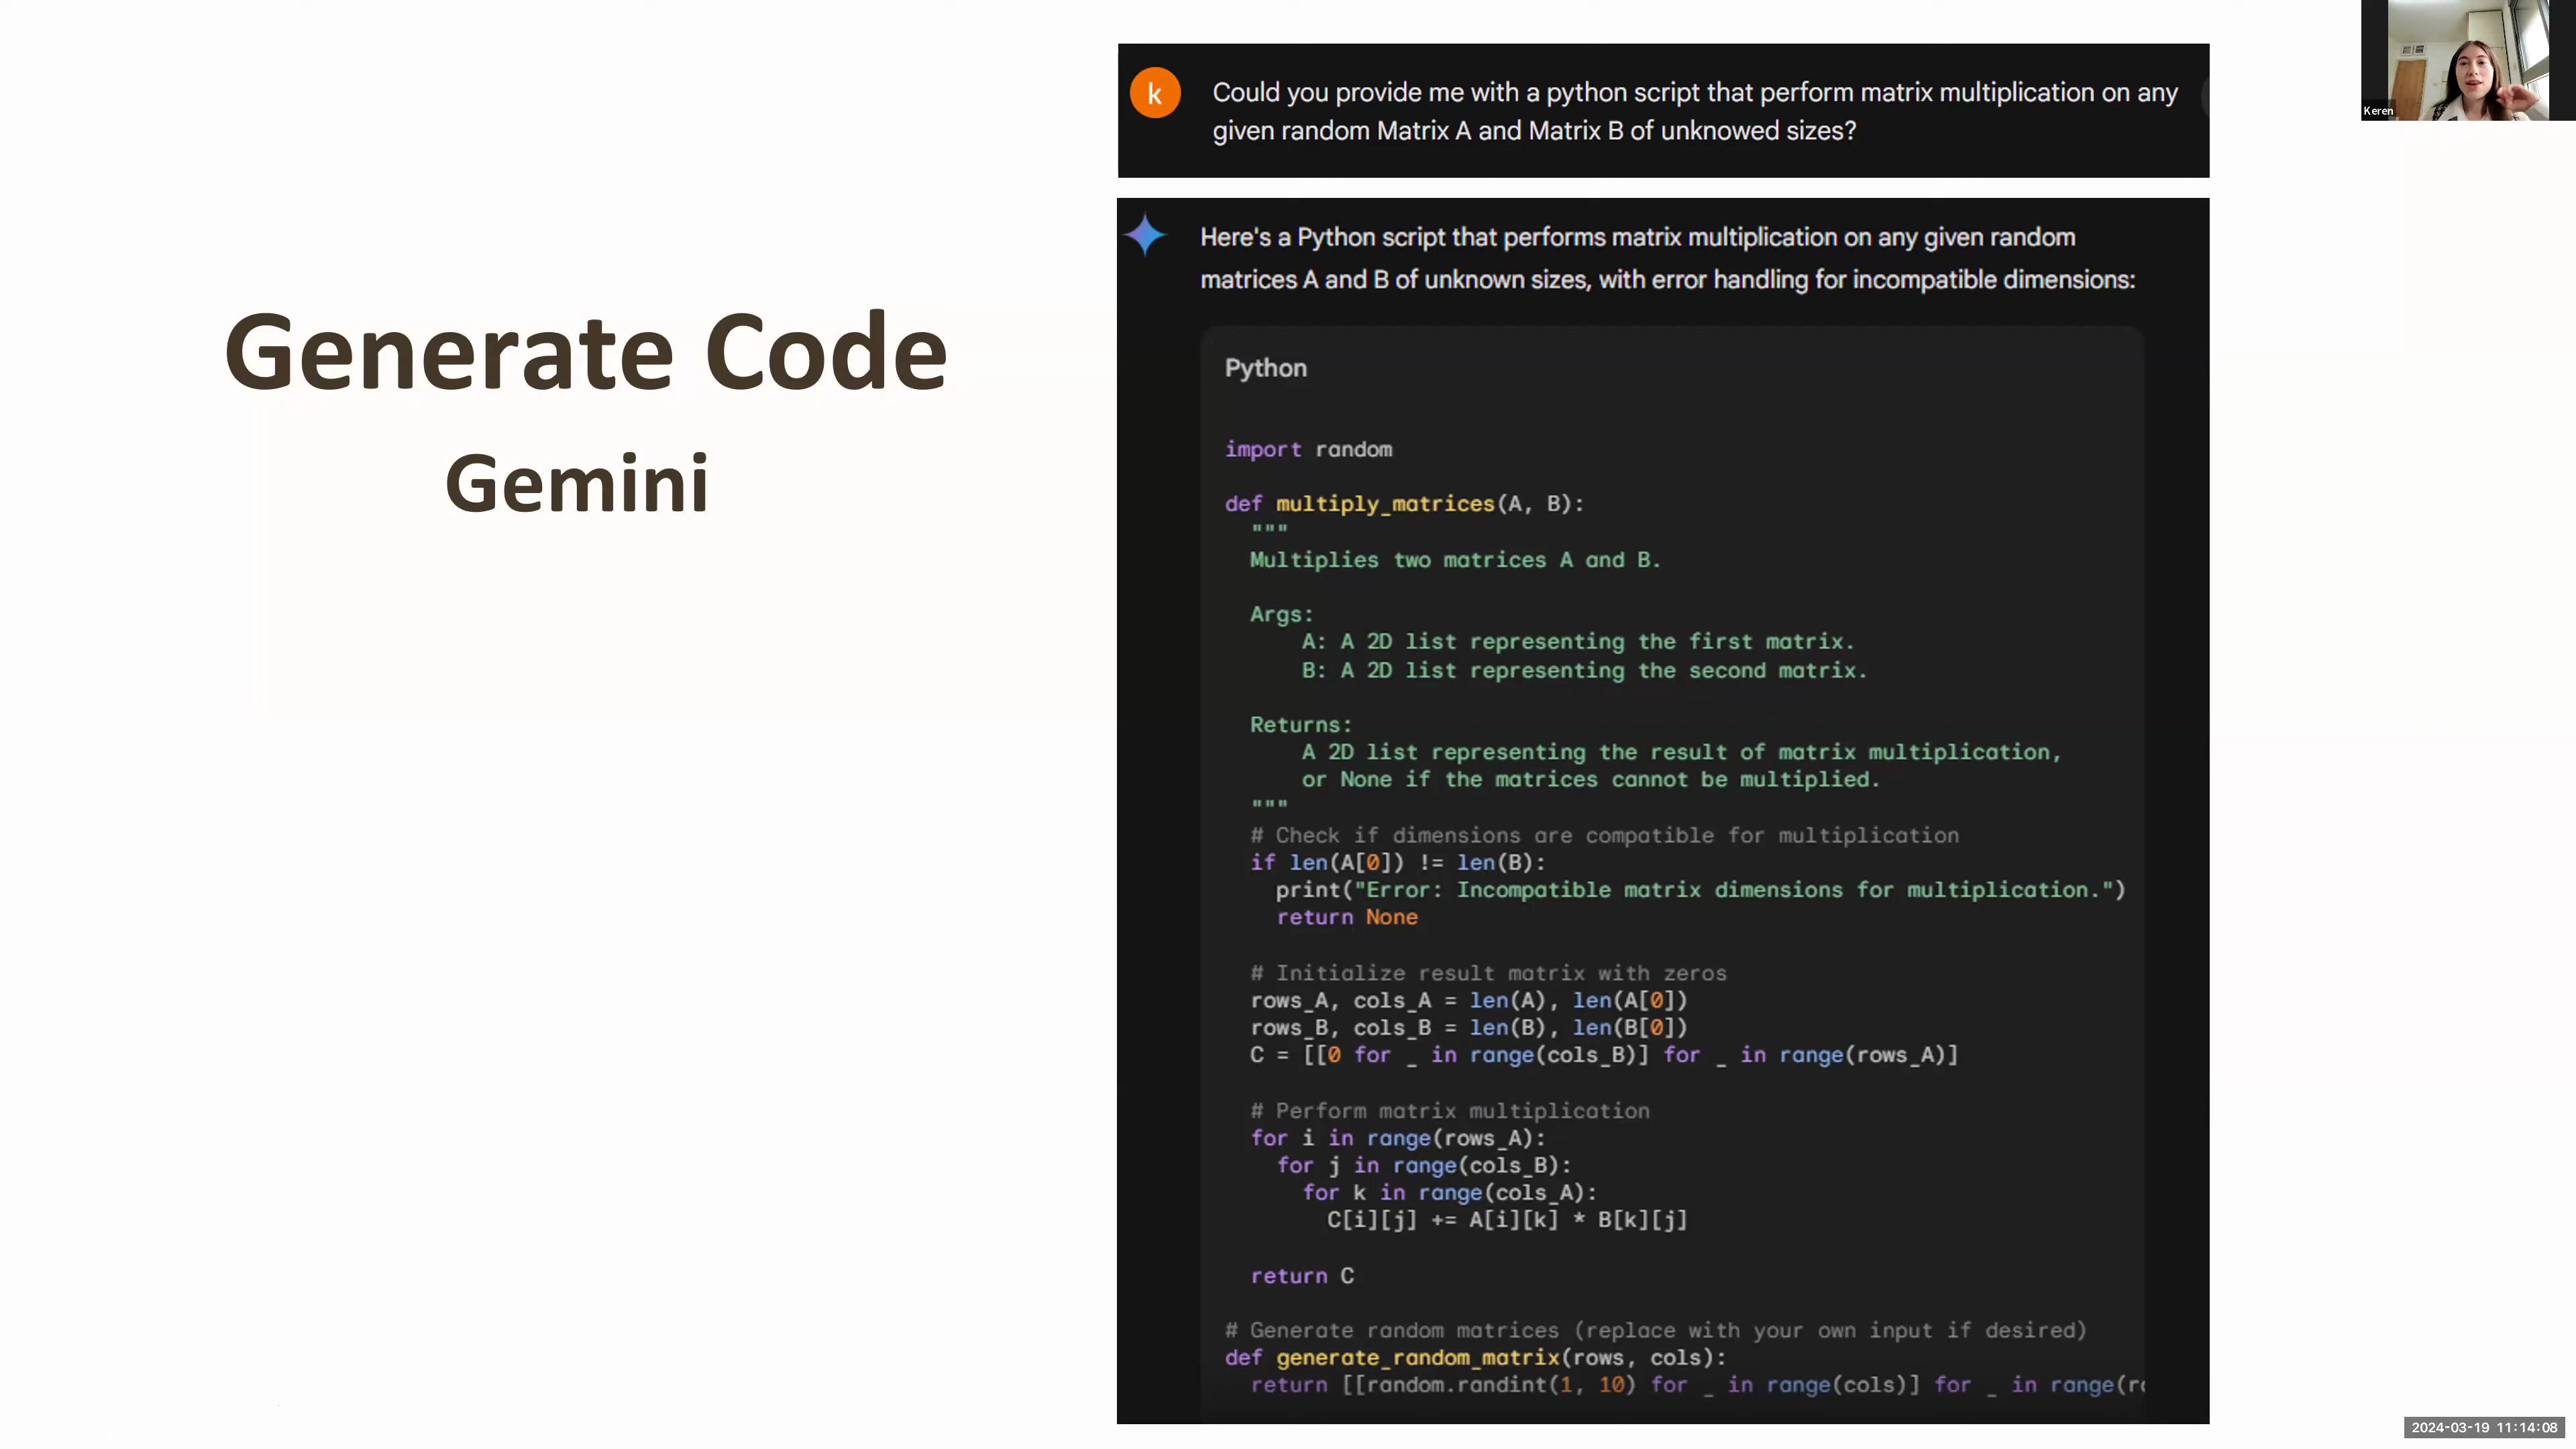 Generate Code
Gemini
k
Could you provide me with a python script that perform matrix multiplication on any
given random Matrix A and Matrix B of unknowed sizes?
Here's a Python script that performs matrix multiplication on any given random
matrices A and B of unknown sizes, with error handling for incompatible dimensions:
Python
import random
def multiply_matrices(A, B):
"""
Multiplies two matrices A and B.
Args:
A: A 2D list representing the first matrix.
B: A 2D list representing the second matrix.
Returns:
A 2D list representing the result of matrix multiplication,
or None if the matrices cannot be multiplied.
"""
# Check if dimensions are compatible for multiplication
if len(A[0]) != len(B):
print("Error: Incompatible matrix dimensions for multiplication.")
return None
# Initialize result matrix with zeros
rows_A, cols_A = len(A), len(A[0])
rows_B, cols_B = len(B), len(B[0])
C = [[0 for _ in range(cols_B)] for _ in range(rows_A)]
# Perform matrix multiplication
for i in range(rows_A):
for j in range(cols_B):
for k in range(cols_A):
C[i][j] += A[i][k] * B[k][j]
return C
# Generate random matrices (replace with your own input if desired)
def generate_random_matrix(rows, cols):
return [[random.randint(1, 10) for _ in range(cols)] for _ in range(
Keren
2024-03-19 11:14:08